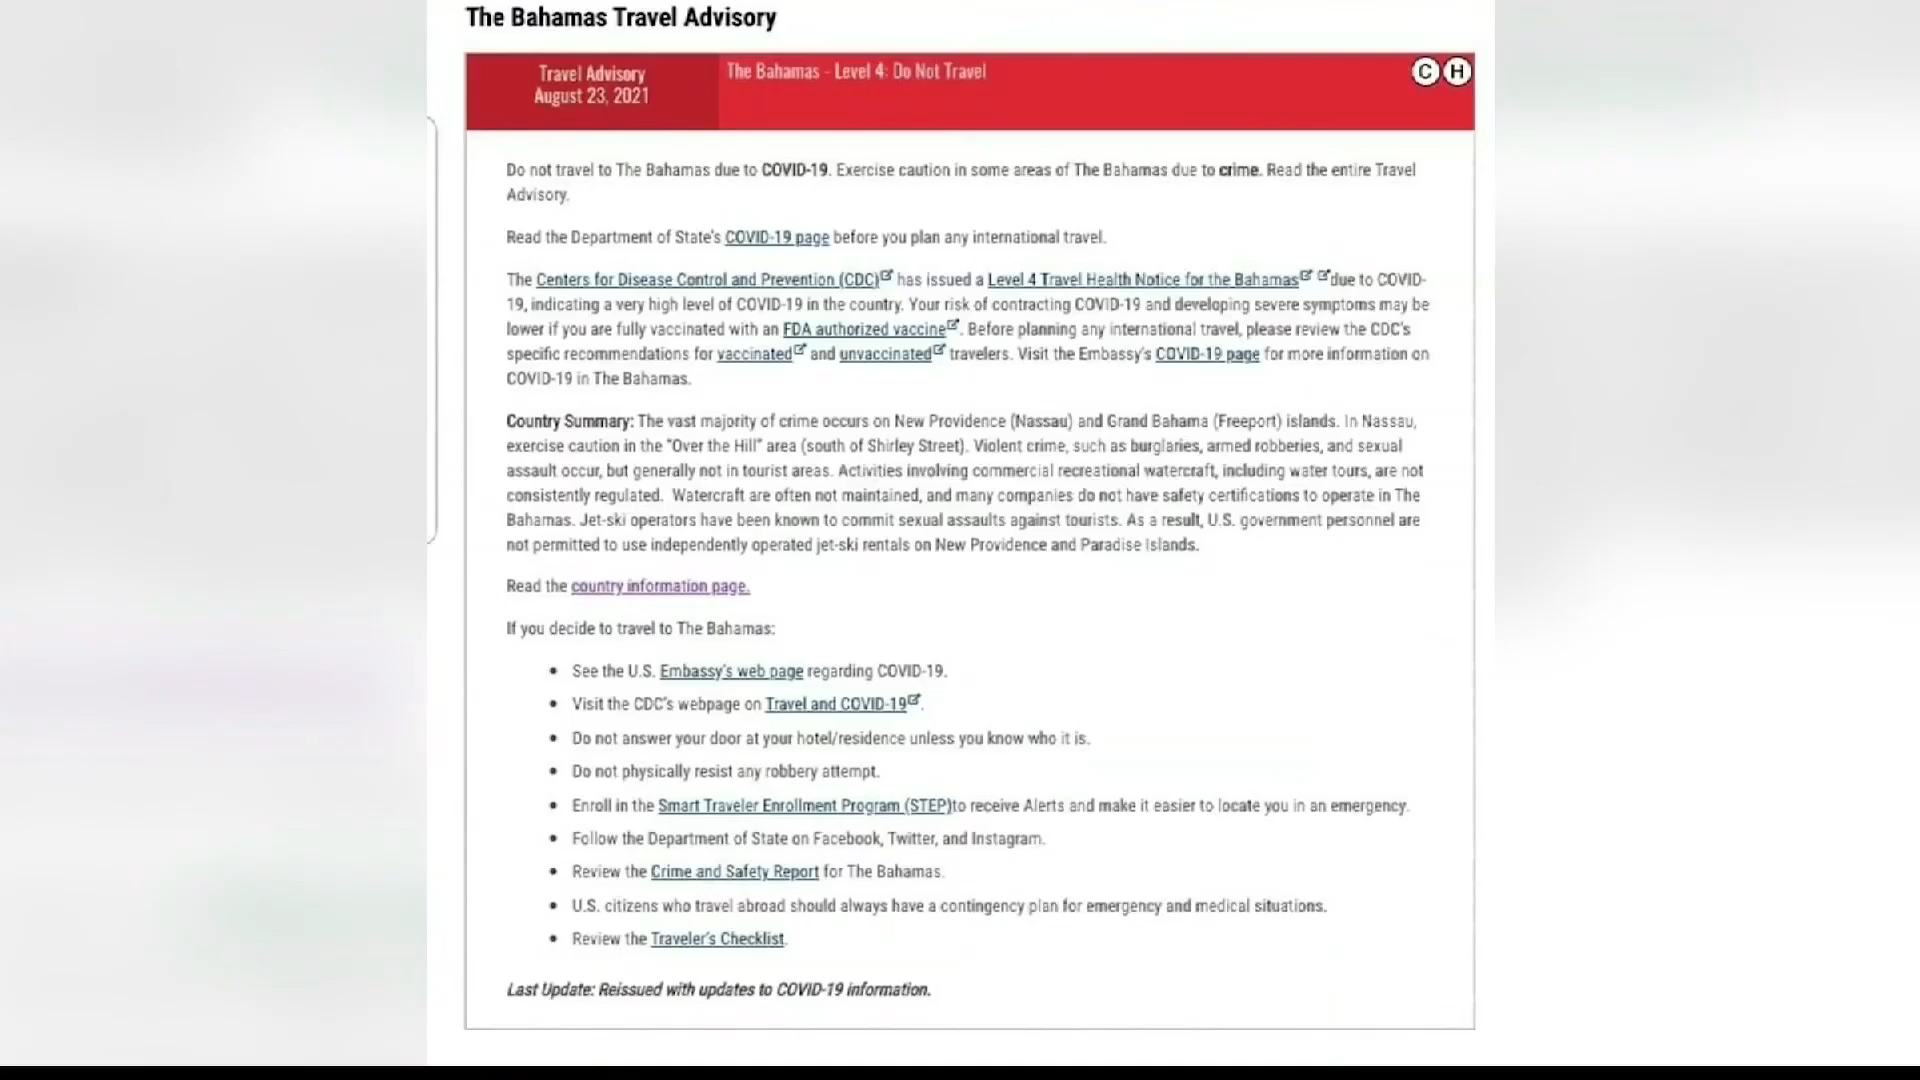 The Bahamas Travel Advisory
Travel Advisory
August 23, 2021
The Bahamas - Level 4: Do Not Travel
C H
Do not travel to The Bahamas due to COVID-19. Exercise caution in some areas of The Bahamas due to crime. Read the entire Travel
Advisory.
Read the Department of State's COVID-19 page before you plan any international travel.
The Centers for Disease Control and Prevention (CDC) has issued a Level 4 Travel Health Notice for the Bahamas due to COVID-
19, indicating a very high level of COVID-19 in the country. Your risk of contracting COVID-19 and developing severe symptoms may be
lower if you are fully vaccinated with an FDA authorized vaccine. Before planning any international travel, please review the CDC's
specific recommendations for vaccinated and unvaccinated travelers. Visit the Embassy's COVID-19 page for more information on
COVID-19 in The Bahamas.
Country Summary: The vast majority of crime occurs on New Providence (Nassau) and Grand Bahama (Freeport) islands. In Nassau,
exercise caution in the "Over the Hill" area (south of Shirley Street). Violent crime, such as burglaries, armed robberies, and sexual
assault occur, but generally not in tourist areas. Activities involving commercial recreational watercraft, including water tours, are not
consistently regulated. Watercraft are often not maintained, and many companies do not have safety certifications to operate in The
Bahamas. Jet-ski operators have been known to commit sexual assaults against tourists. As a result, U.S. government personnel are
not permitted to use independently operated jet-ski rentals on New Providence and Paradise Islands.
Read the country information page.
If you decide to travel to The Bahamas:
• See the U.S. Embassy's web page regarding COVID-19.
• Visit the CDC's webpage on Travel and COVID-19.
• Do not answer your door at your hotel/residence unless you know who it is.
• Do not physically resist any robbery attempt.
• Enroll in the Smart Traveler Enrollment Program (STEP)to receive Alerts and make it easier to locate you in an emergency.
• Follow the Department of State on Facebook, Twitter, and Instagram.
• Review the Crime and Safety Report for The Bahamas.
• U.S. citizens who travel abroad should always have a contingency plan for emergency and medical situations.
• Review the Traveler's Checklist.
Last Update: Reissued with updates to COVID-19 information.